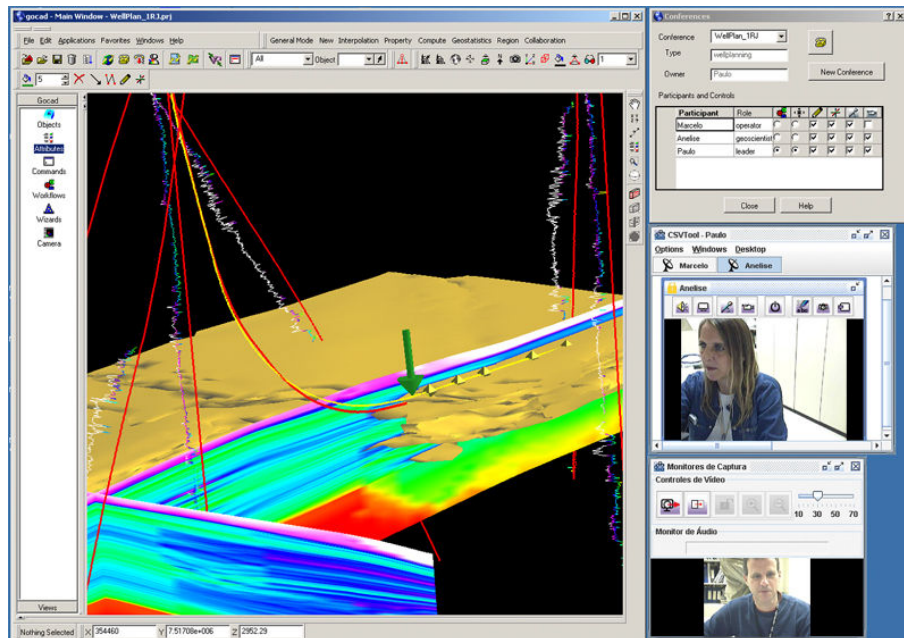 gocad - Main Window - WellPlan_1RJ.prj
File Edit Applications Favorites Windows Help
General Mode New Interpolation Property Compute Geostatistics Region Collaboration
All
Object
1
5
Gocad
Objects
Attributes
Commands
Workflows
Wizards
Camera
Views
Nothing Selected X 354460 Y 7.51708e+006 Z 2952.29
Conferences
Conference WellPlan_1RJ
Type wellplanning
Owner Paulo
New Conference
Participants and Controls
Participant Role
Marcelo operator
Anelise geoscientist
Paulo leader
Close Help
CSVTool - Paulo
Options Windows Desktop
Marcelo Anelise
Anelise
Monitores de Captura
Controles de Vídeo
10 30 50 70
Monitor de Áudio